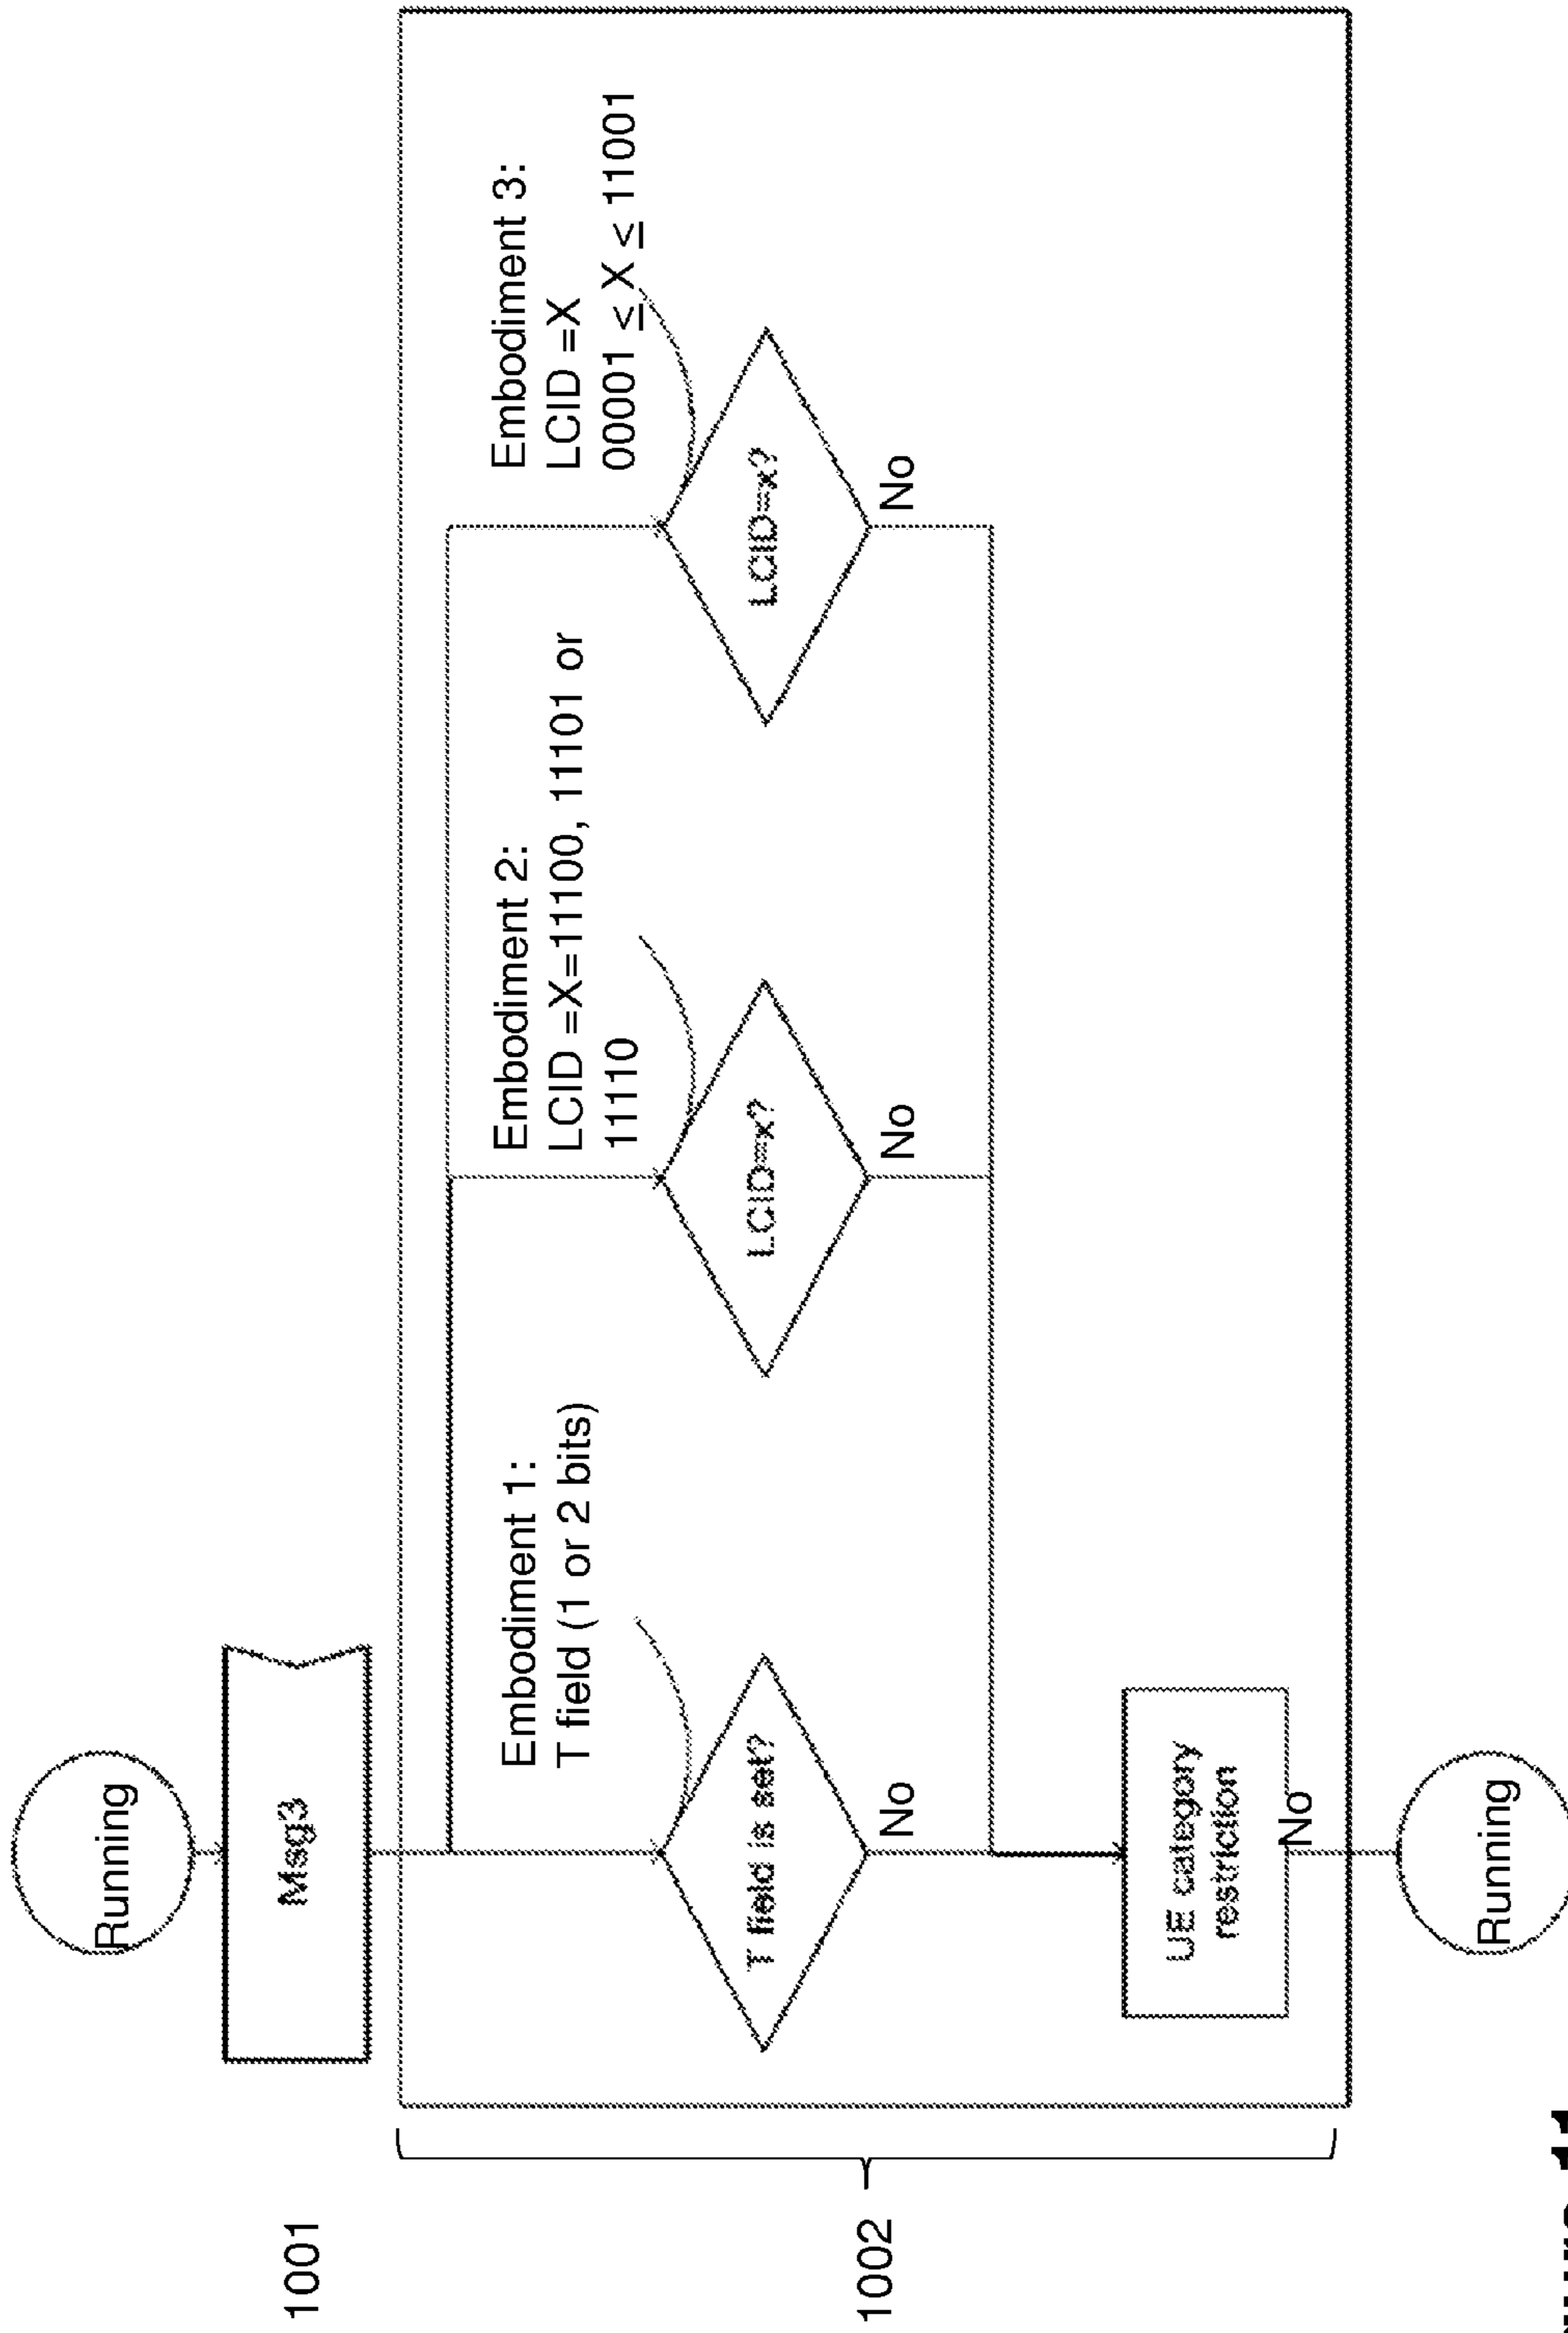 Running
1001
Msg3
Embodiment 1:
T field (1 or 2 bits)
Embodiment 2:
LCID =X=11100, 11101 or
11110
Embodiment 3:
LCID =X
00001 ≤ X ≤ 11001
1002
T field is set?
LCID=x?
LCID=x?
No
No
No
UE category
restriction
No
Running